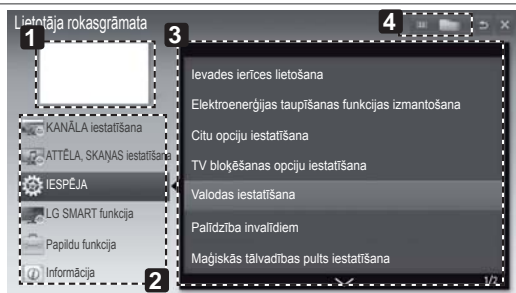 Lietotāja rokasgrāmata
4
1
3
KANĀLA iestatīšana
ATTĒLA, SKAŅAS iestatīšana
IESPĒJA
LG SMART funkcija
Papildu funkcija
Informācija
2
Ievades ierīces lietošana
Elektroenerģijas taupīšanas funkcijas izmantošana
Citu opciju iestatīšana
TV bloķēšanas opciju iestatīšana
Valodas iestatīšana
Palīdzība invalīdiem
Maģiskās tālvadības pults iestatīšana
1/2